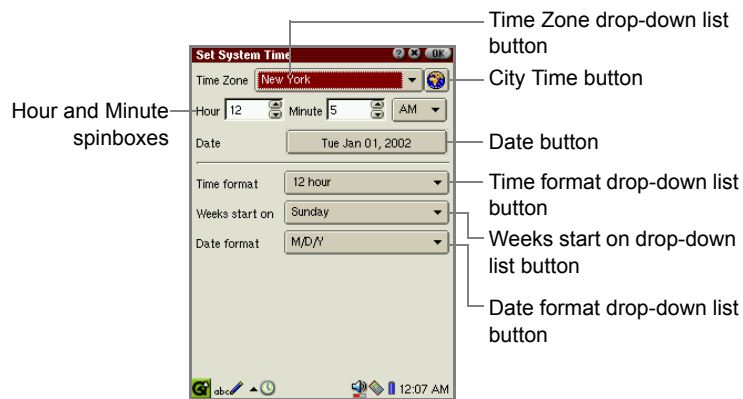 Time Zone drop-down list
button
Set System Time
? OK
Time Zone New York
City Time button
Hour and Minute
spinboxes
Hour 12 Minute 5 AM
Date Tue Jan 01, 2002
Date button
Time format 12 hour
Time format drop-down list
button
Weeks start on Sunday
Weeks start on drop-down
list button
Date format M/D/Y
Date format drop-down list
button
abc 12:07 AM